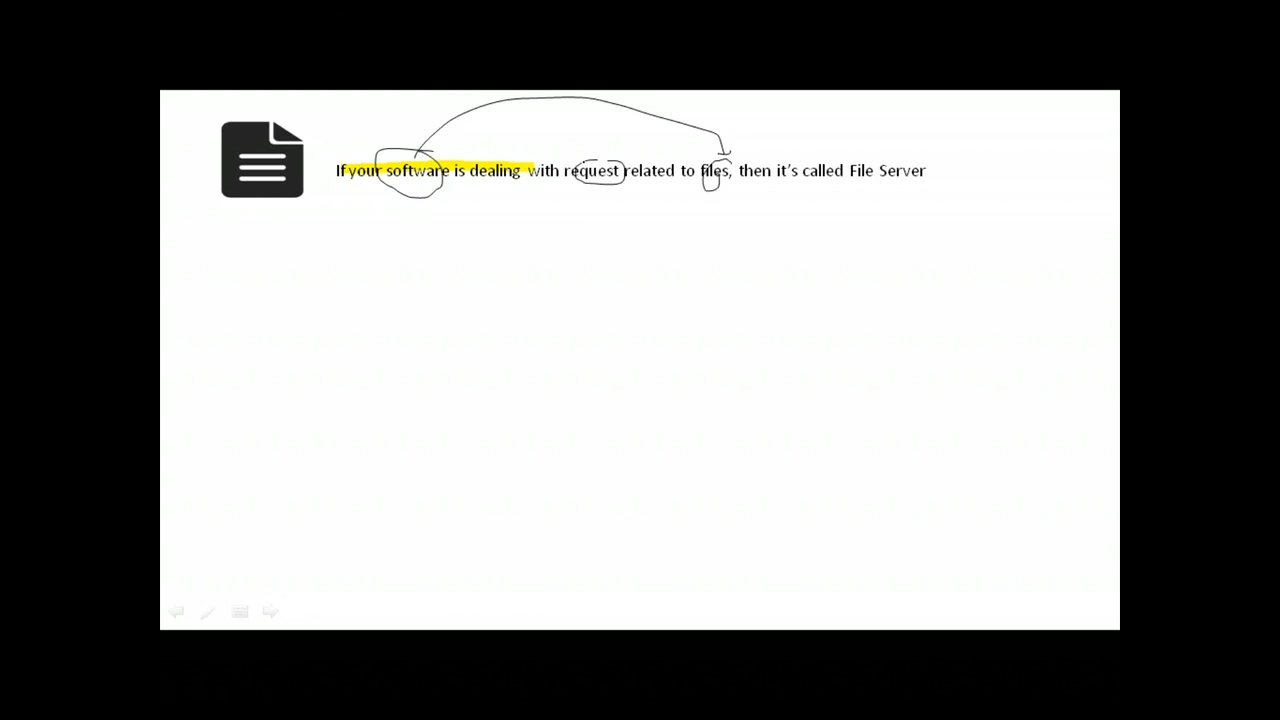 If your software is dealing with request related to files, then it's called File Server